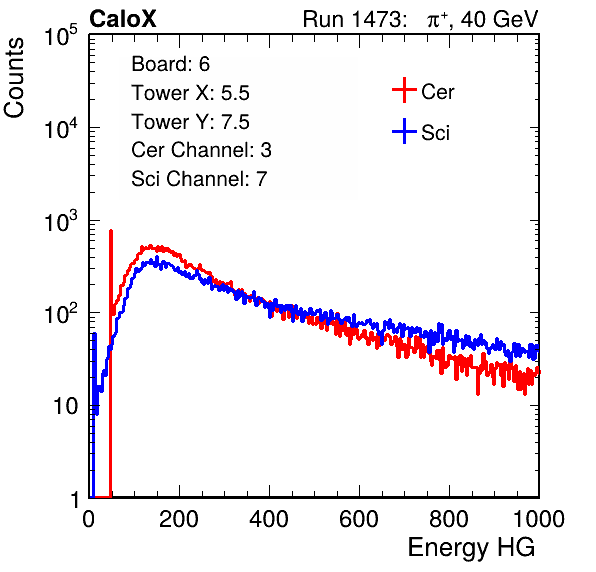 CaloX Run 1473: π⁺, 40 GeV
Counts
10⁵
10⁴
10³
10²
10
1
Board: 6
Tower X: 5.5
Tower Y: 7.5
Cer Channel: 3
Sci Channel: 7
Cer
Sci
0 200 400 600 800 1000
Energy HG